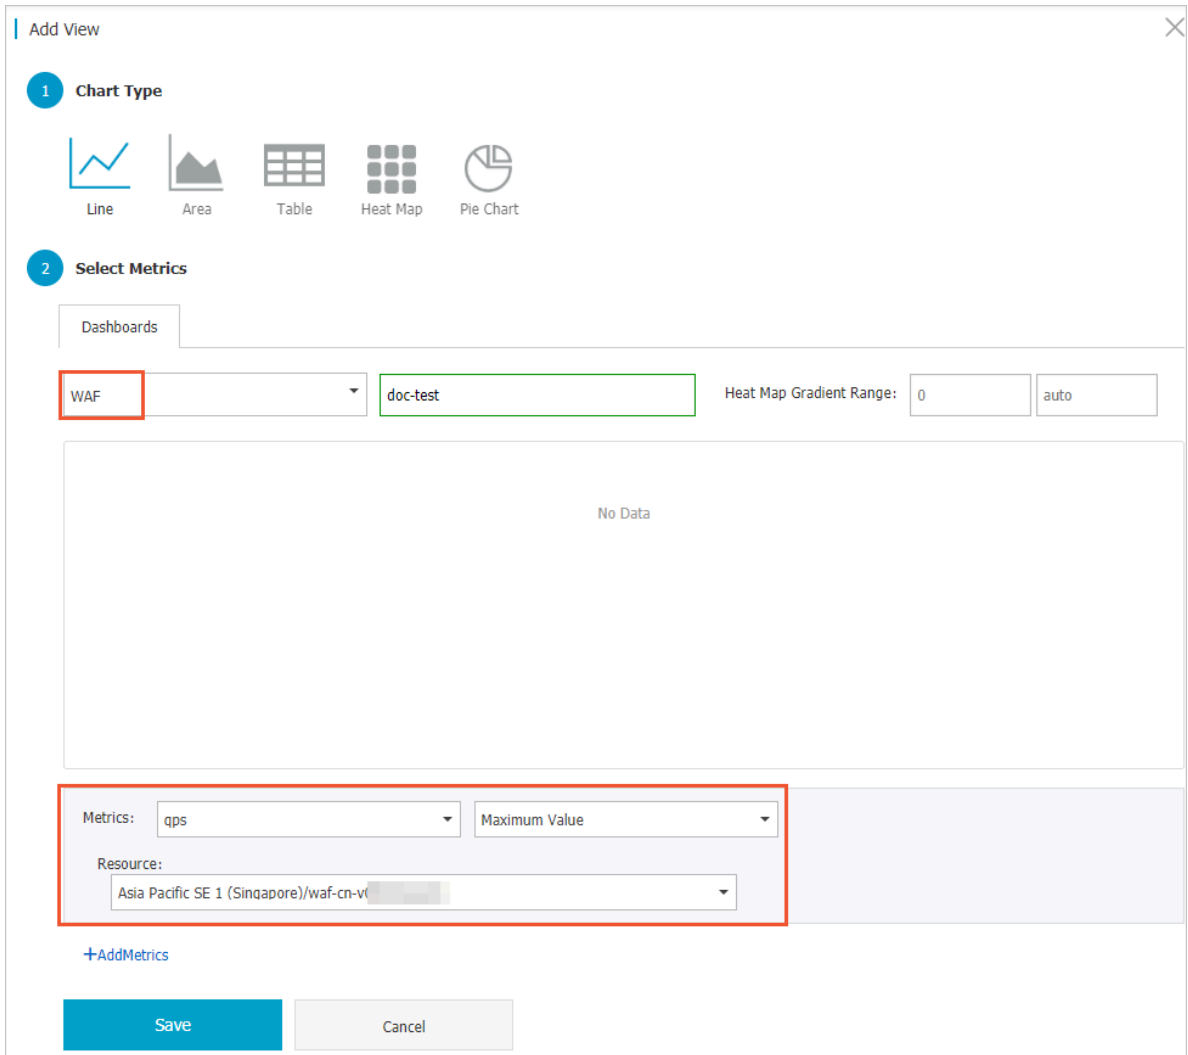 Add View
1 Chart Type
Line Area Table Heat Map Pie Chart
2 Select Metrics
Dashboards
WAF doc-test Heat Map Gradient Range: 0 auto
No Data
Metrics: qps Maximum Value
Resource:
Asia Pacific SE 1 (Singapore)/waf-cn-v
+AddMetrics
Save Cancel